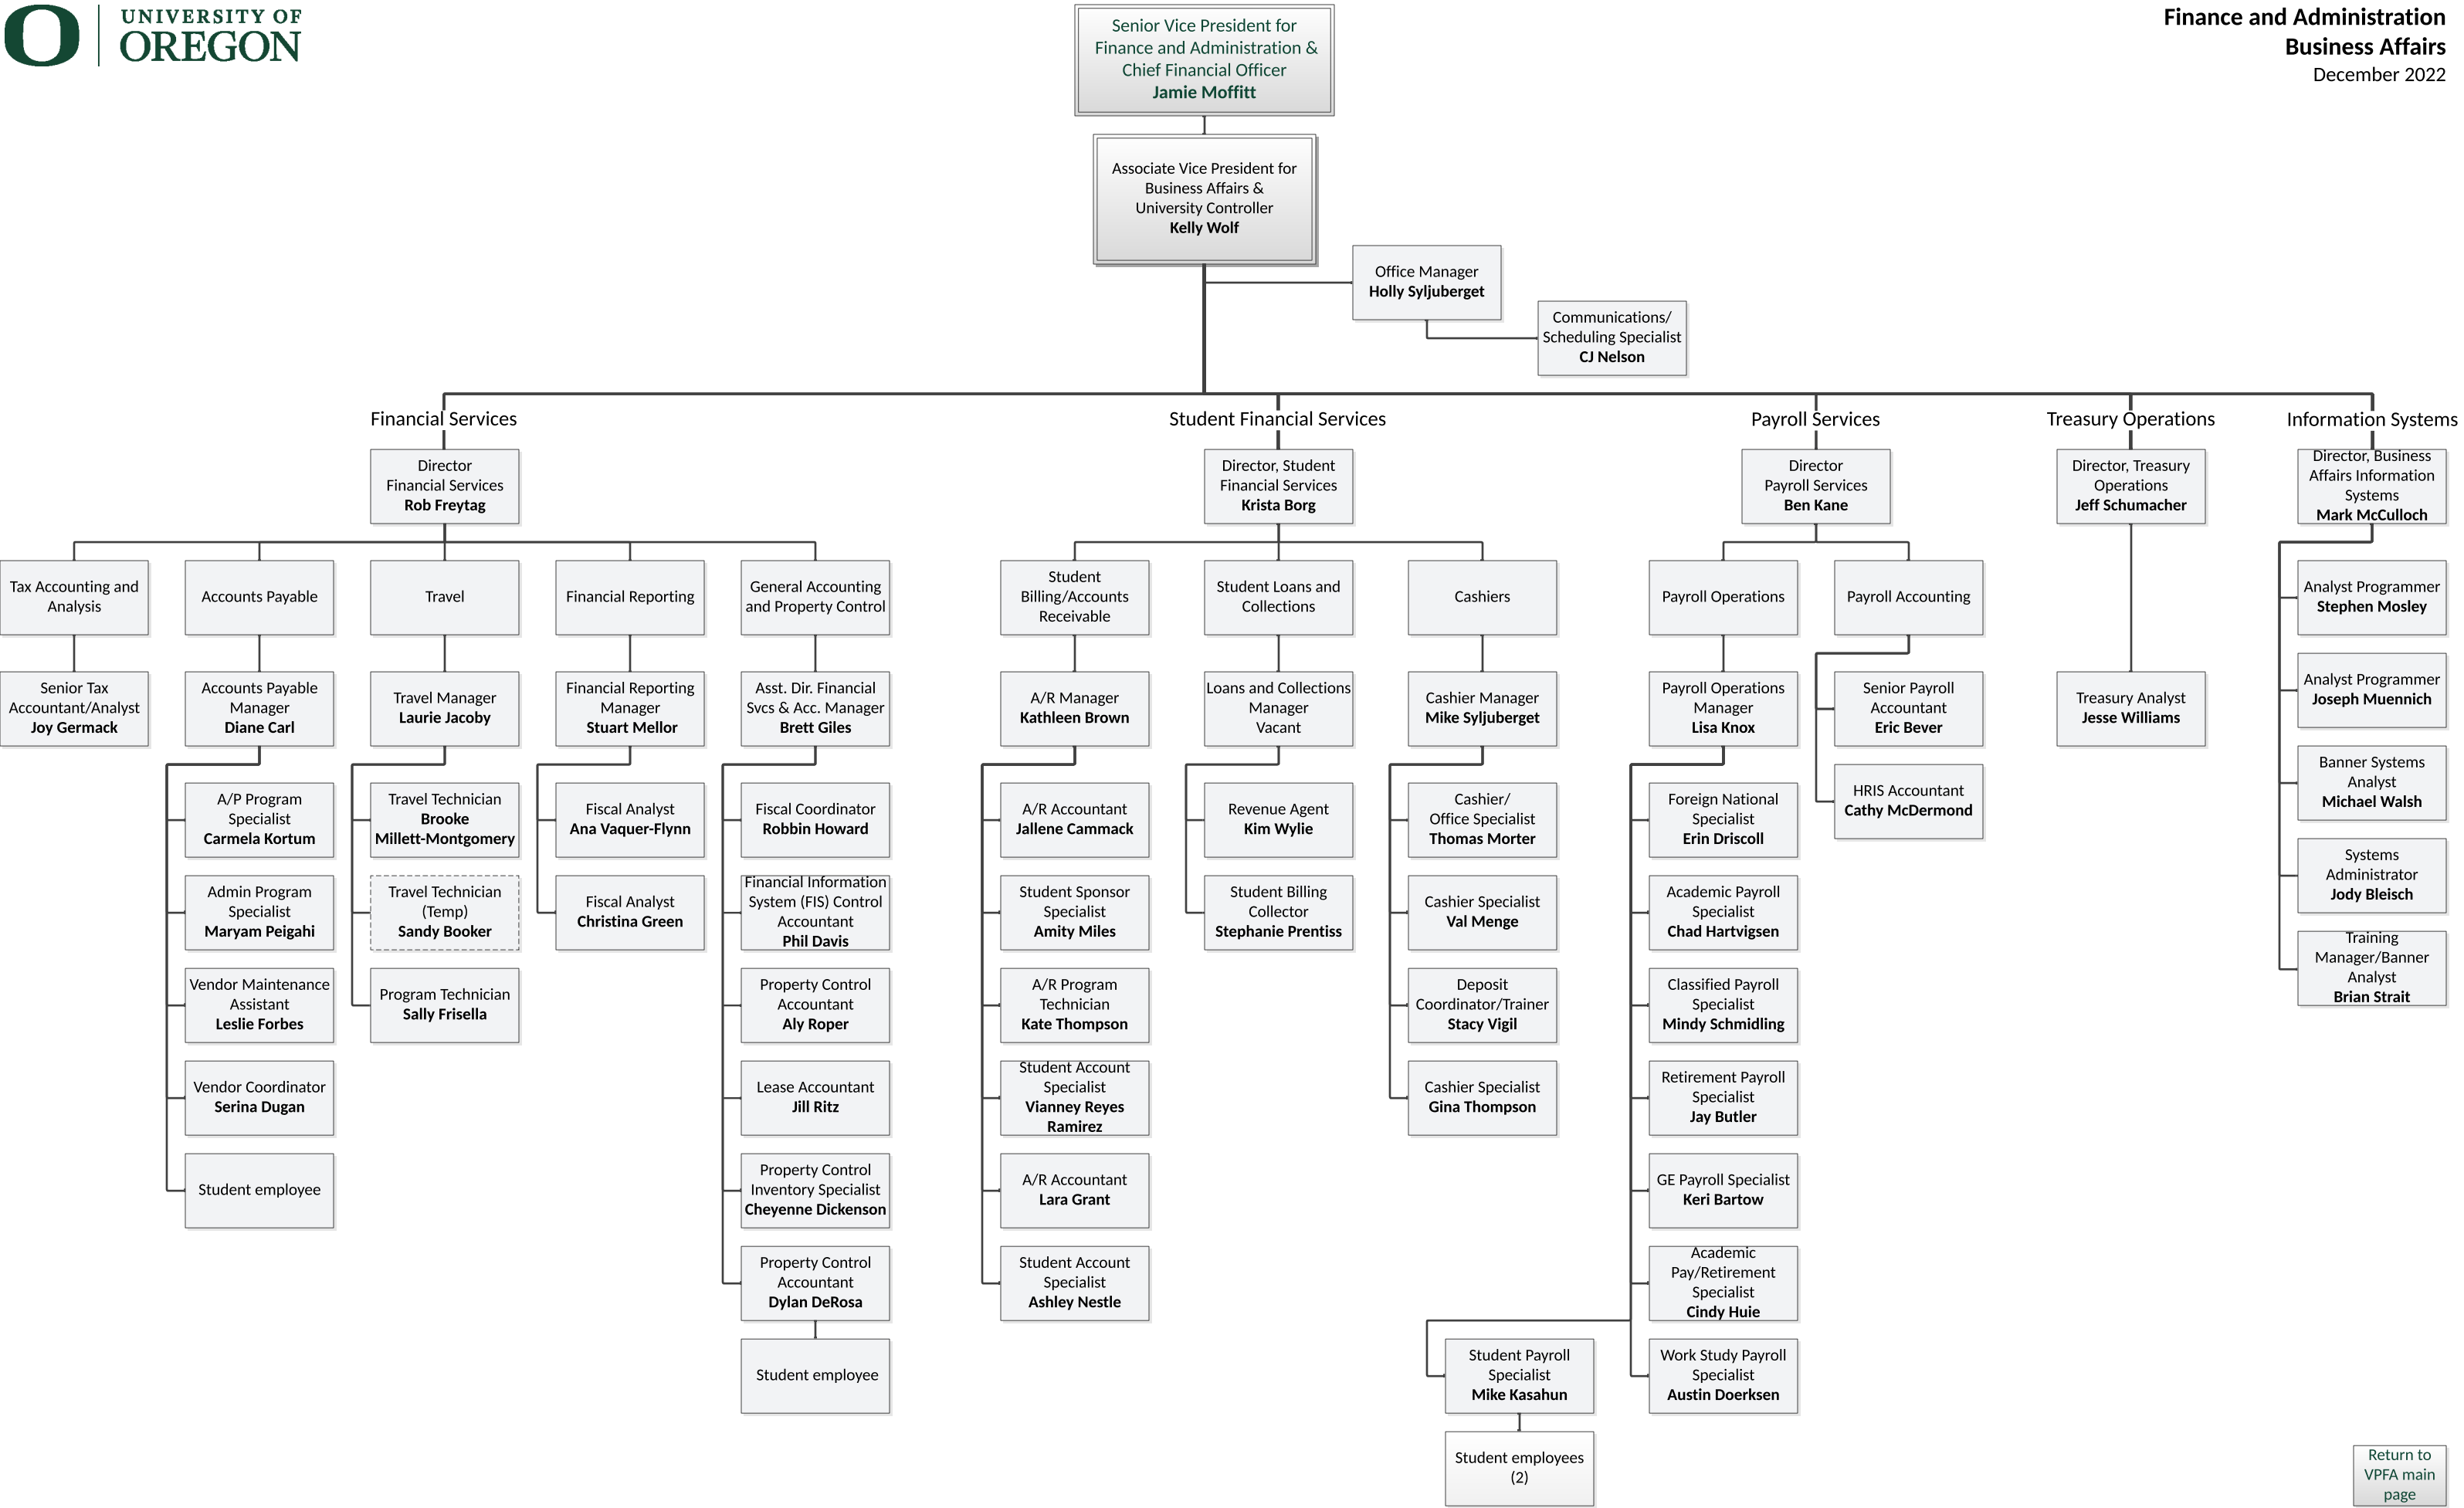 UNIVERSITY OF
OREGON
Senior Vice President for
Finance and Administration &
Chief Financial Officer
Jamie Moffitt
Finance and Administration
Business Affairs
December 2022
Associate Vice President for
Business Affairs &
University Controller
Kelly Wolf
Office Manager
Holly Syljuberget
Communications/
Scheduling Specialist
CJ Nelson
Financial Services
Director
Financial Services
Rob Freytag
Tax Accounting and
Analysis
Senior Tax
Accountant/Analyst
Joy Germack
Accounts Payable
Accounts Payable
Manager
Diane Carl
A/P Program
Specialist
Carmela Kortum
Admin Program
Specialist
Maryam Peigahi
Vendor Maintenance
Assistant
Leslie Forbes
Vendor Coordinator
Serina Dugan
Student employee
Travel
Travel Manager
Laurie Jacoby
Travel Technician
Brooke
Millett-Montgomery
Travel Technician
(Temp)
Sandy Booker
Program Technician
Sally Frisella
Financial Reporting
Financial Reporting
Manager
Stuart Mellor
Fiscal Analyst
Ana Vaquer-Flynn
Fiscal Analyst
Christina Green
General Accounting
and Property Control
Asst. Dir. Financial
Svcs & Acc. Manager
Brett Giles
Fiscal Coordinator
Robbin Howard
Financial Information
System (FIS) Control
Accountant
Phil Davis
Property Control
Accountant
Aly Roper
Lease Accountant
Jill Ritz
Property Control
Inventory Specialist
Cheyenne Dickenson
Property Control
Accountant
Dylan DeRosa
Student employee
Student Financial Services
Director, Student
Financial Services
Krista Borg
Student
Billing/Accounts
Receivable
A/R Manager
Kathleen Brown
A/R Accountant
Jallene Cammack
Student Sponsor
Specialist
Amity Miles
A/R Program
Technician
Kate Thompson
Student Account
Specialist
Vianney Reyes
Ramirez
A/R Accountant
Lara Grant
Student Account
Specialist
Ashley Nestle
Student Loans and
Collections
Loans and Collections
Manager
Vacant
Revenue Agent
Kim Wylie
Student Billing
Collector
Stephanie Prentiss
Cashiers
Cashier Manager
Mike Syljuberget
Cashier/
Office Specialist
Thomas Morter
Cashier Specialist
Val Menge
Deposit
Coordinator/Trainer
Stacy Vigil
Cashier Specialist
Gina Thompson
Payroll Services
Director
Payroll Services
Ben Kane
Payroll Operations
Payroll Operations
Manager
Lisa Knox
Foreign National
Specialist
Erin Driscoll
Academic Payroll
Specialist
Chad Hartvigsen
Classified Payroll
Specialist
Mindy Schmidling
Retirement Payroll
Specialist
Jay Butler
GE Payroll Specialist
Keri Bartow
Academic
Pay/Retirement
Specialist
Cindy Huie
Work Study Payroll
Specialist
Austin Doerksen
Student Payroll
Specialist
Mike Kasahun
Student employees
(2)
Payroll Accounting
Senior Payroll
Accountant
Eric Bever
HRIS Accountant
Cathy McDermond
Treasury Operations
Director, Treasury
Operations
Jeff Schumacher
Treasury Analyst
Jesse Williams
Information Systems
Director, Business
Affairs Information
Systems
Mark McCulloch
Analyst Programmer
Stephen Mosley
Analyst Programmer
Joseph Muennich
Banner Systems
Analyst
Michael Walsh
Systems
Administrator
Jody Bleisch
Training
Manager/Banner
Analyst
Brian Strait
Return to
VPFA main
page